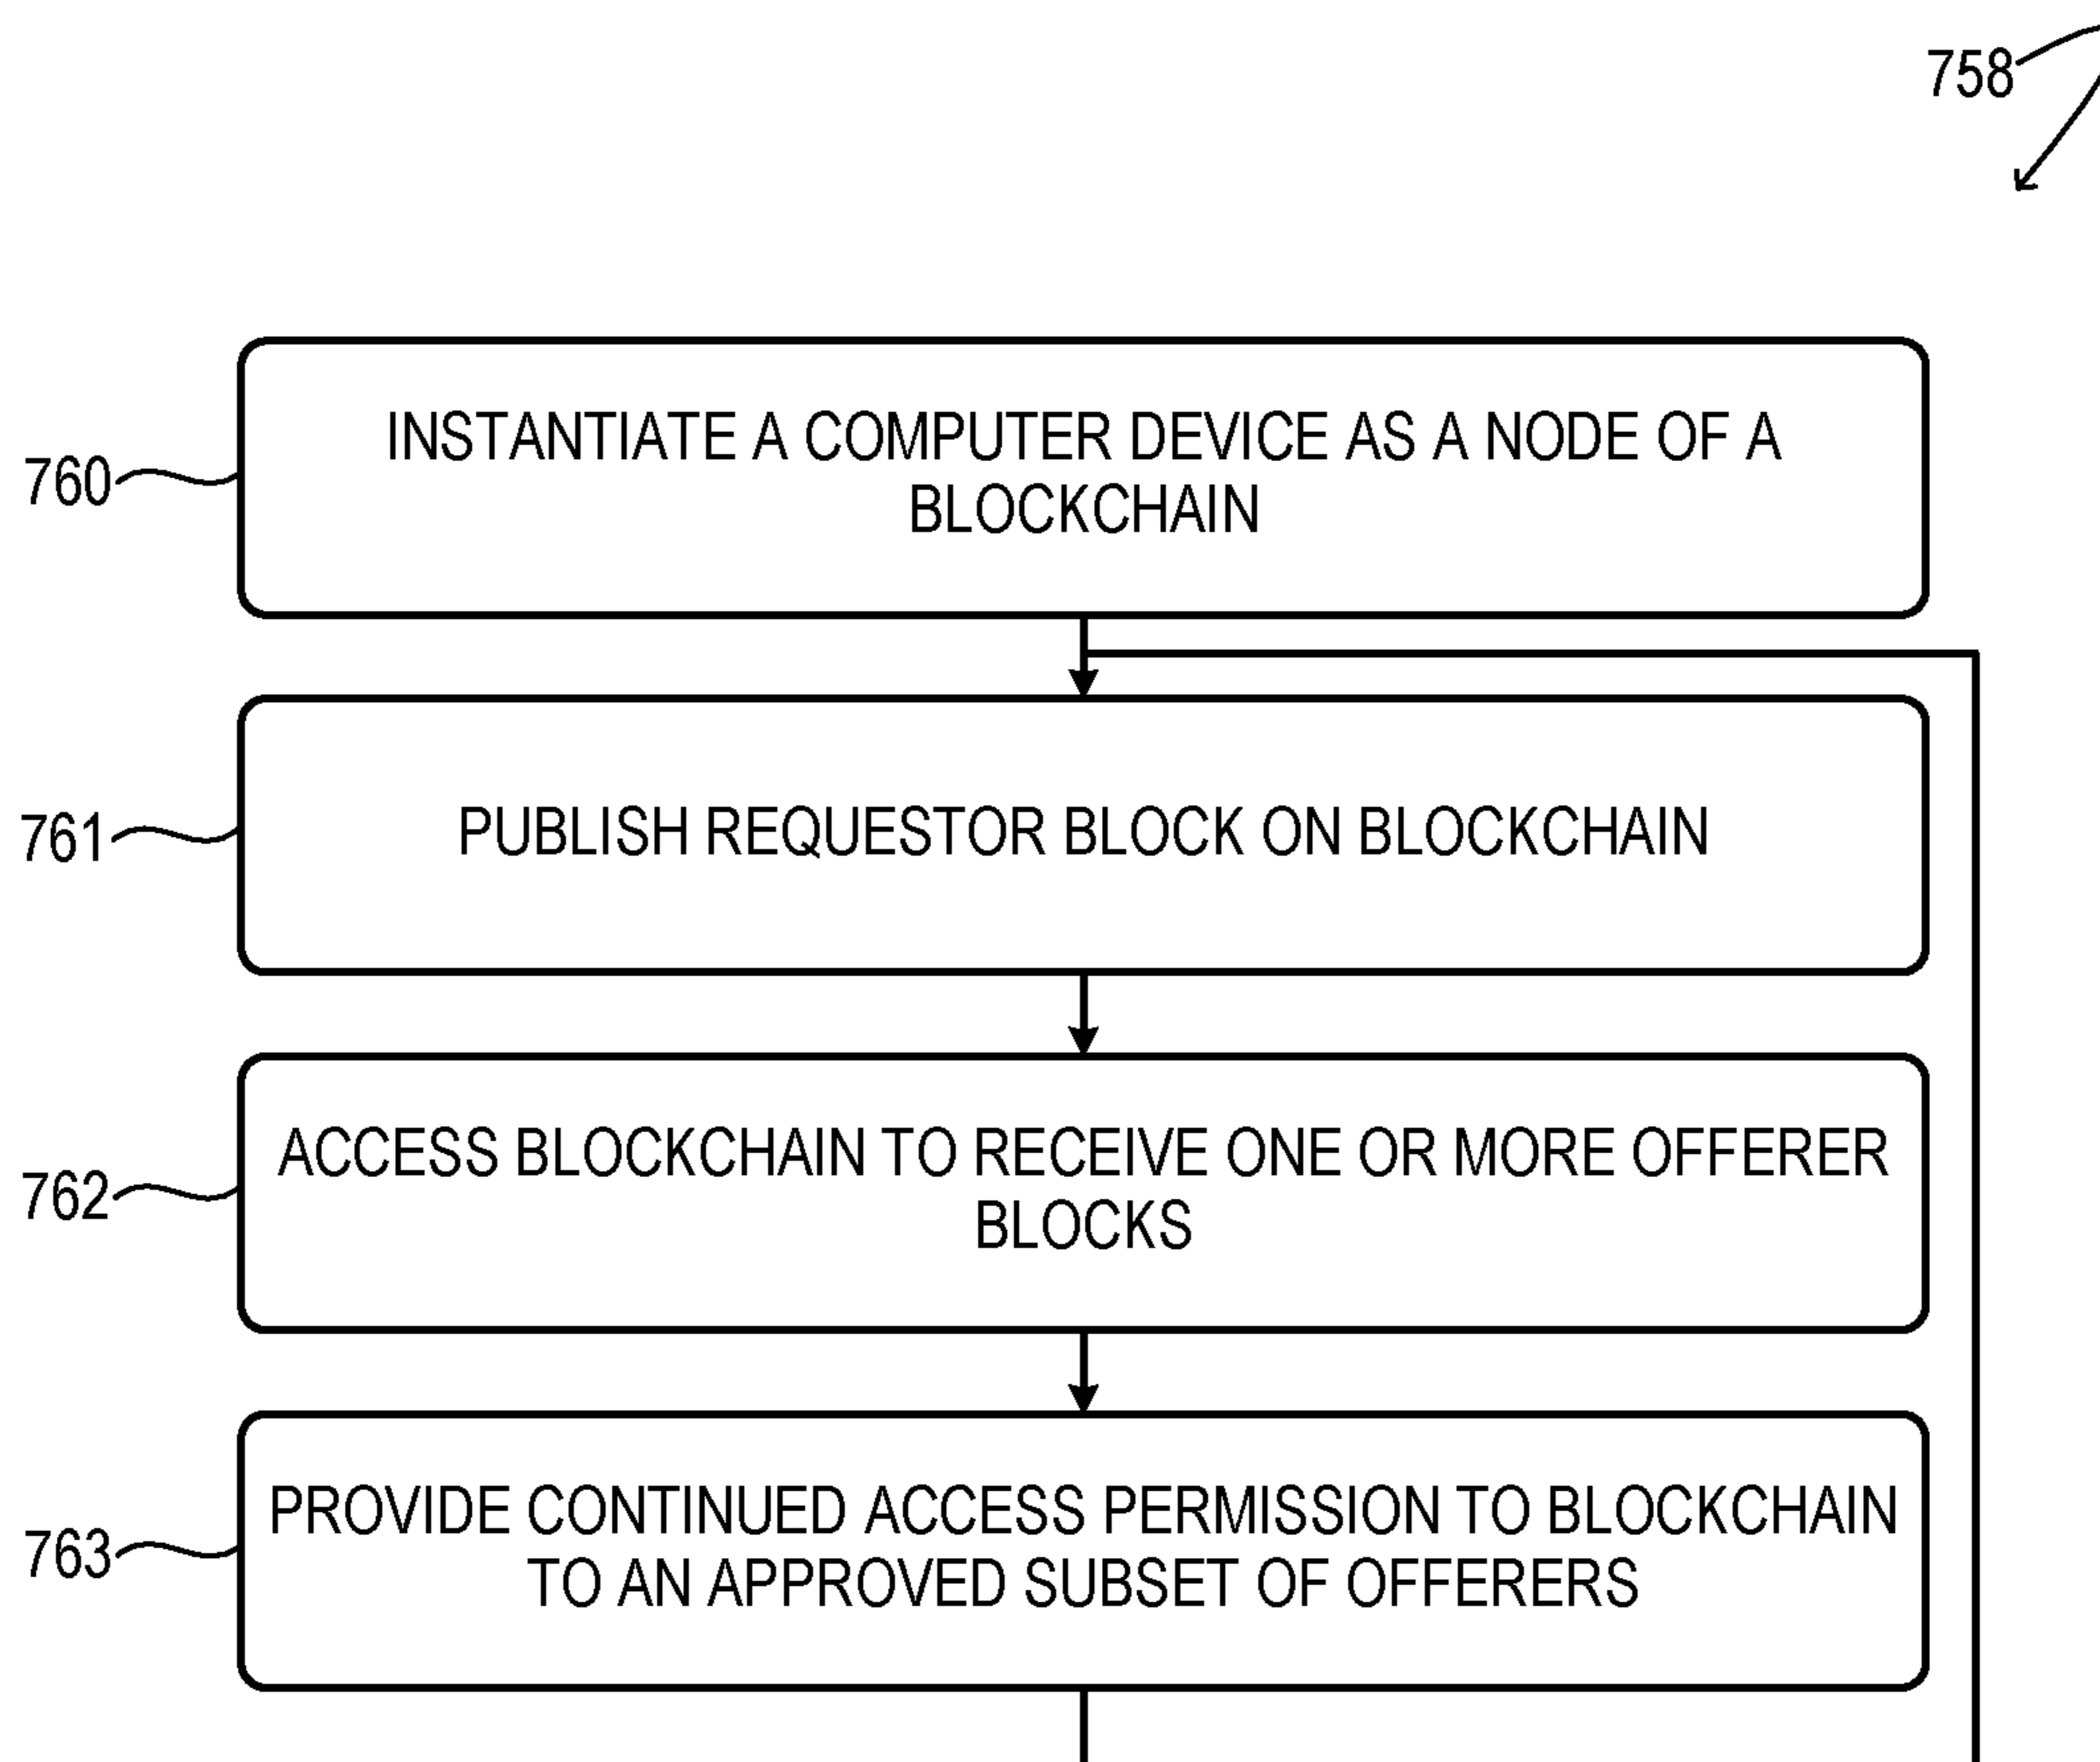 758
760
INSTANTIATE A COMPUTER DEVICE AS A NODE OF A
BLOCKCHAIN
761
PUBLISH REQUESTOR BLOCK ON BLOCKCHAIN
762
ACCESS BLOCKCHAIN TO RECEIVE ONE OR MORE OFFERER
BLOCKS
763
PROVIDE CONTINUED ACCESS PERMISSION TO BLOCKCHAIN
TO AN APPROVED SUBSET OF OFFERERS